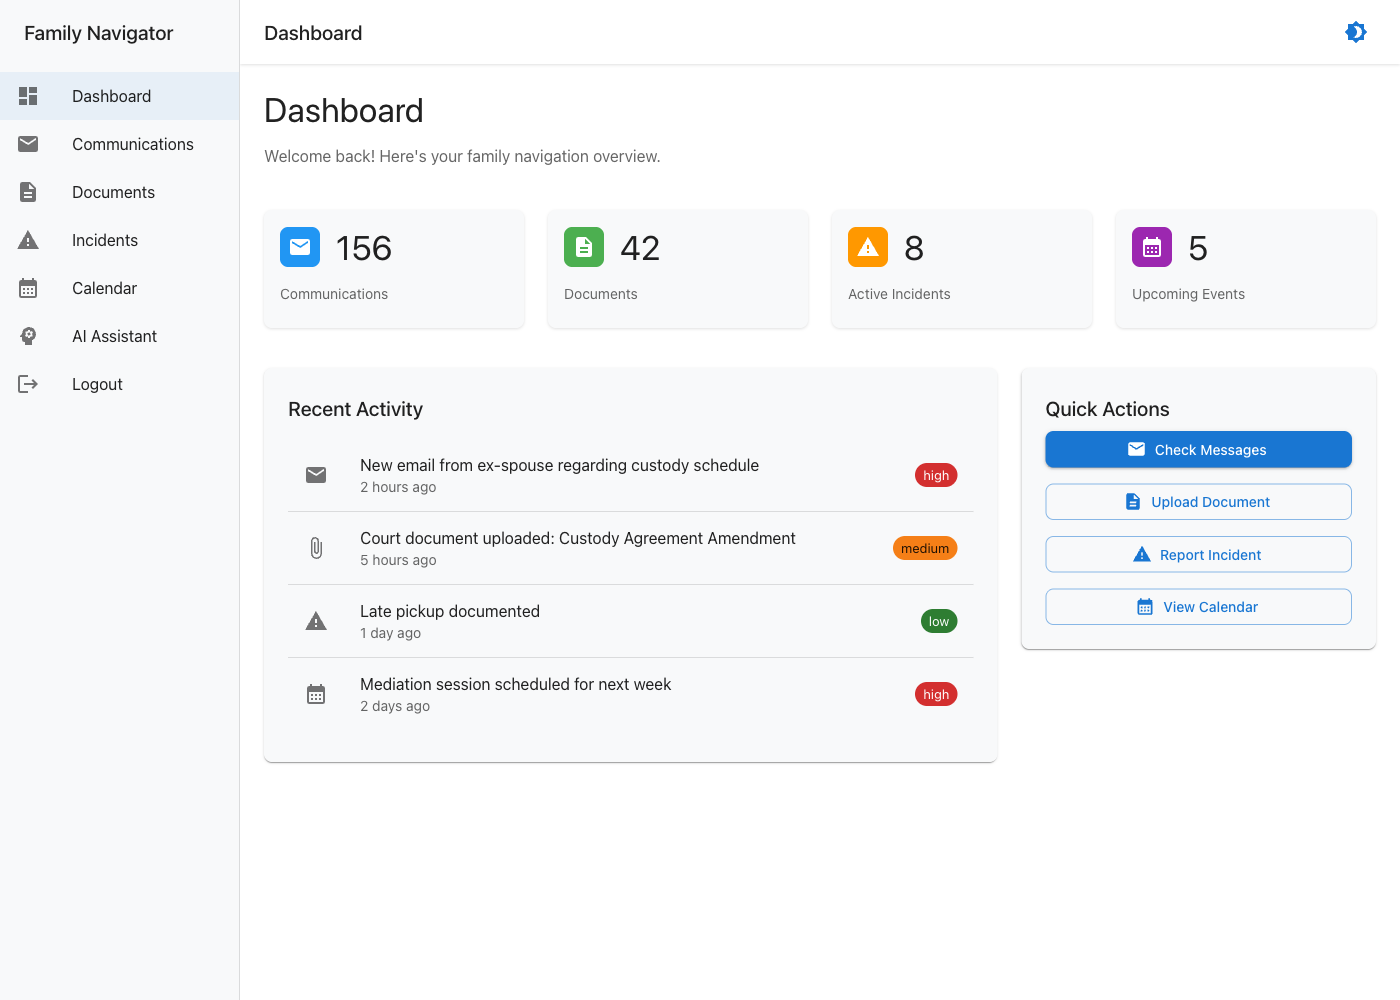 Family Navigator
Dashboard
Communications
Documents
Incidents
Calendar
AI Assistant
Logout
Dashboard
Dashboard
Welcome back! Here's your family navigation overview.
156
Communications
42
Documents
8
Active Incidents
5
Upcoming Events
Recent Activity
New email from ex-spouse regarding custody schedule
2 hours ago
high
Court document uploaded: Custody Agreement Amendment
5 hours ago
medium
Late pickup documented
1 day ago
low
Mediation session scheduled for next week
2 days ago
high
Quick Actions
Check Messages
Upload Document
Report Incident
View Calendar